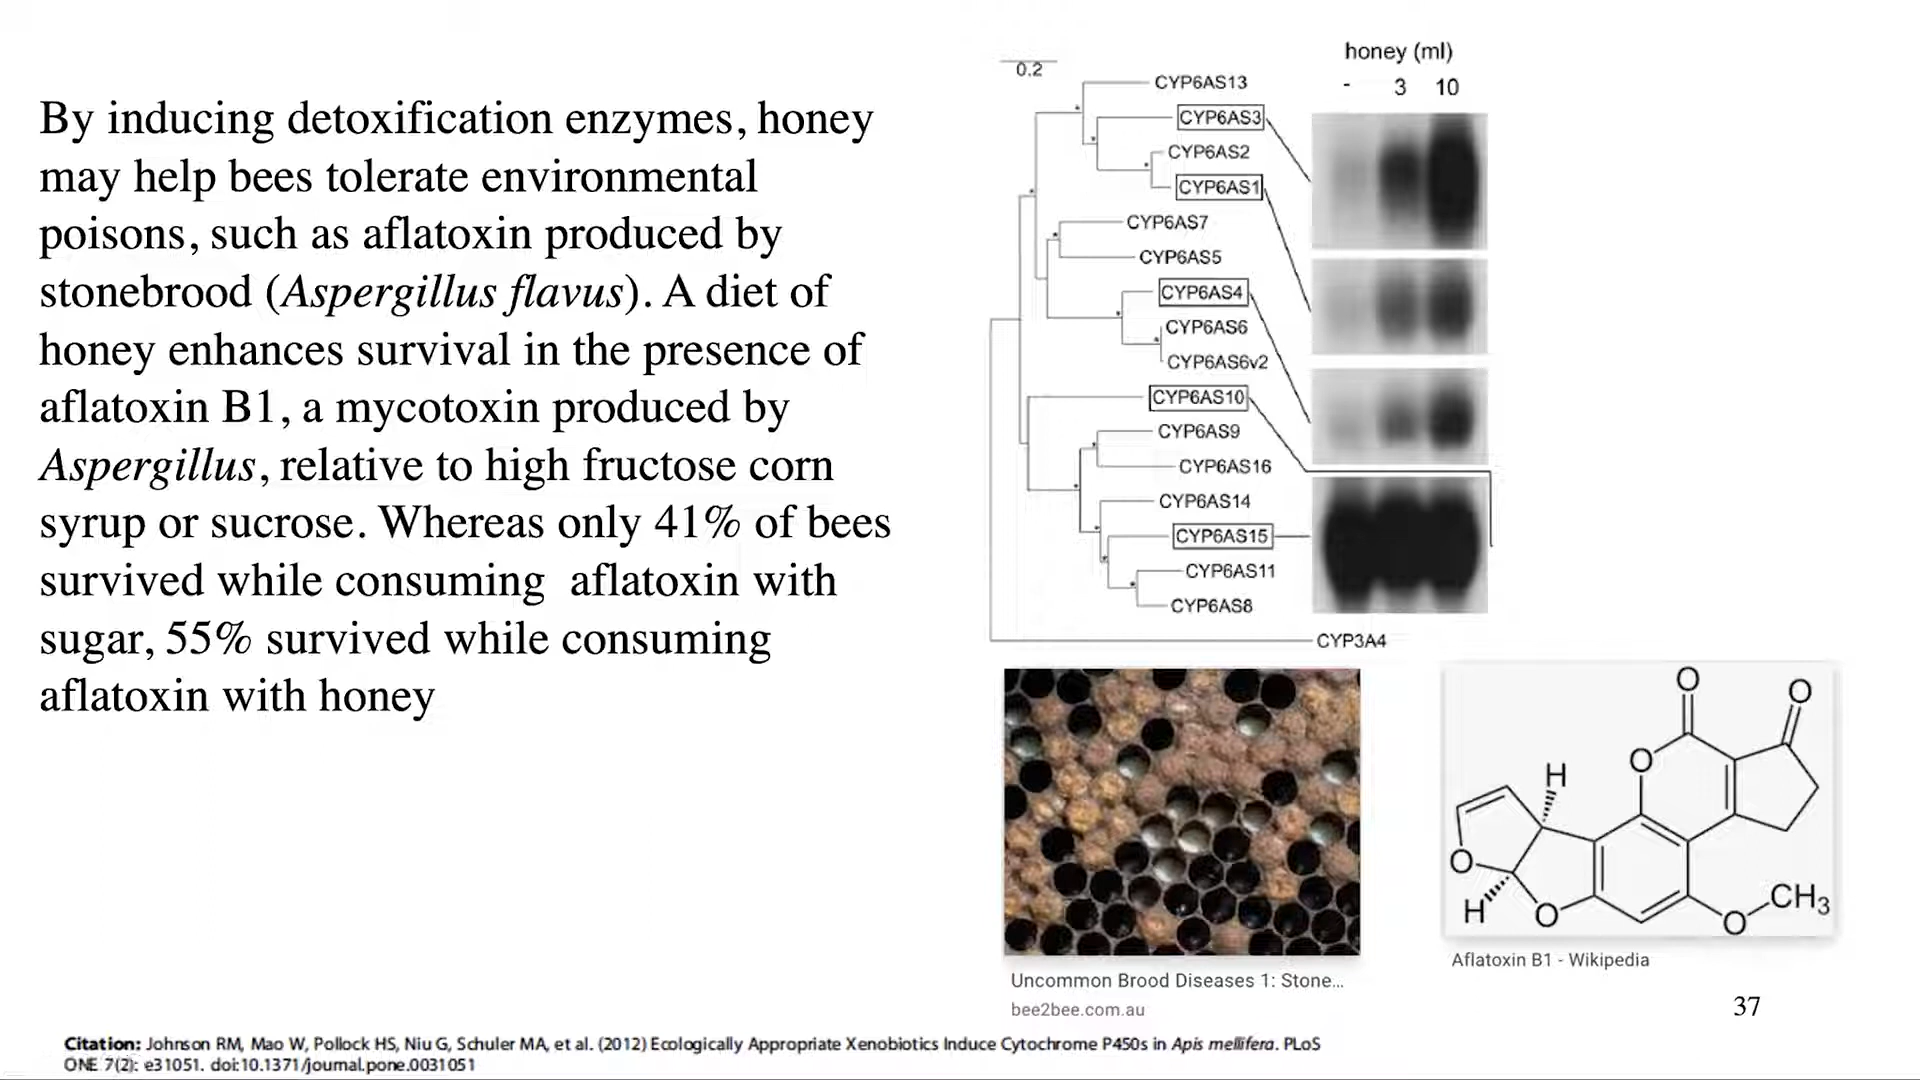 By inducing detoxification enzymes, honey
may help bees tolerate environmental
poisons, such as aflatoxin produced by
stonebrood (Aspergillus flavus). A diet of
honey enhances survival in the presence of
aflatoxin B1, a mycotoxin produced by
Aspergillus, relative to high fructose corn
syrup or sucrose. Whereas only 41% of bees
survived while consuming  aflatoxin with
sugar, 55% survived while consuming
aflatoxin with honey
honey (ml)
- 3 10
0.2
CYP6AS13
CYP6AS3
CYP6AS2
CYP6AS1
CYP6AS7
CYP6AS5
CYP6AS4
CYP6AS6
CYP6AS6v2
CYP6AS10
CYP6AS9
CYP6AS16
CYP6AS14
CYP6AS15
CYP6AS11
CYP6AS8
CYP3A4
O
O
O
H
O
H
O
O
CH3
Uncommon Brood Diseases 1: Stone...
bee2bee.com.au
Aflatoxin B1 - Wikipedia
37
Citation: Johnson RM, Mao W, Pollock HS, Niu G, Schuler MA, et al. (2012) Ecologically Appropriate Xenobiotics Induce Cytochrome P450s in Apis mellifera. PLoS
ONE 7(2): e31051. doi:10.1371/journal.pone.0031051